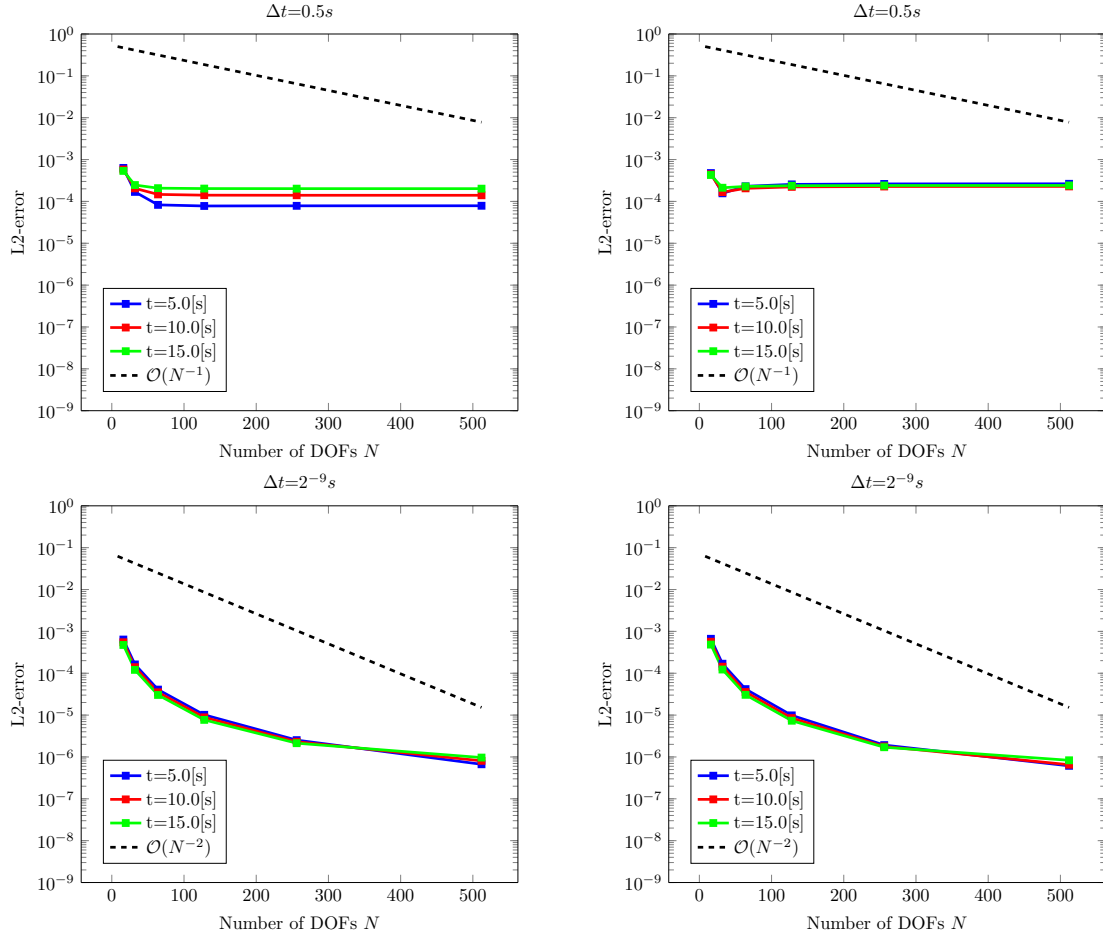 Δt=0.5s
10^0
10^−1
10^−2
10^−3
10^−4
10^−5
10^−6
10^−7
10^−8
10^−9
L2-error
t=5.0[s]
t=10.0[s]
t=15.0[s]
𝒪(N^−1)
0 100 200 300 400 500
Number of DOFs N
Δt=0.5s
10^0
10^−1
10^−2
10^−3
10^−4
10^−5
10^−6
10^−7
10^−8
10^−9
L2-error
t=5.0[s]
t=10.0[s]
t=15.0[s]
𝒪(N^−1)
0 100 200 300 400 500
Number of DOFs N
Δt=2^−9s
10^0
10^−1
10^−2
10^−3
10^−4
10^−5
10^−6
10^−7
10^−8
10^−9
L2-error
t=5.0[s]
t=10.0[s]
t=15.0[s]
𝒪(N^−2)
0 100 200 300 400 500
Number of DOFs N
Δt=2^−9s
10^0
10^−1
10^−2
10^−3
10^−4
10^−5
10^−6
10^−7
10^−8
10^−9
L2-error
t=5.0[s]
t=10.0[s]
t=15.0[s]
𝒪(N^−2)
0 100 200 300 400 500
Number of DOFs N